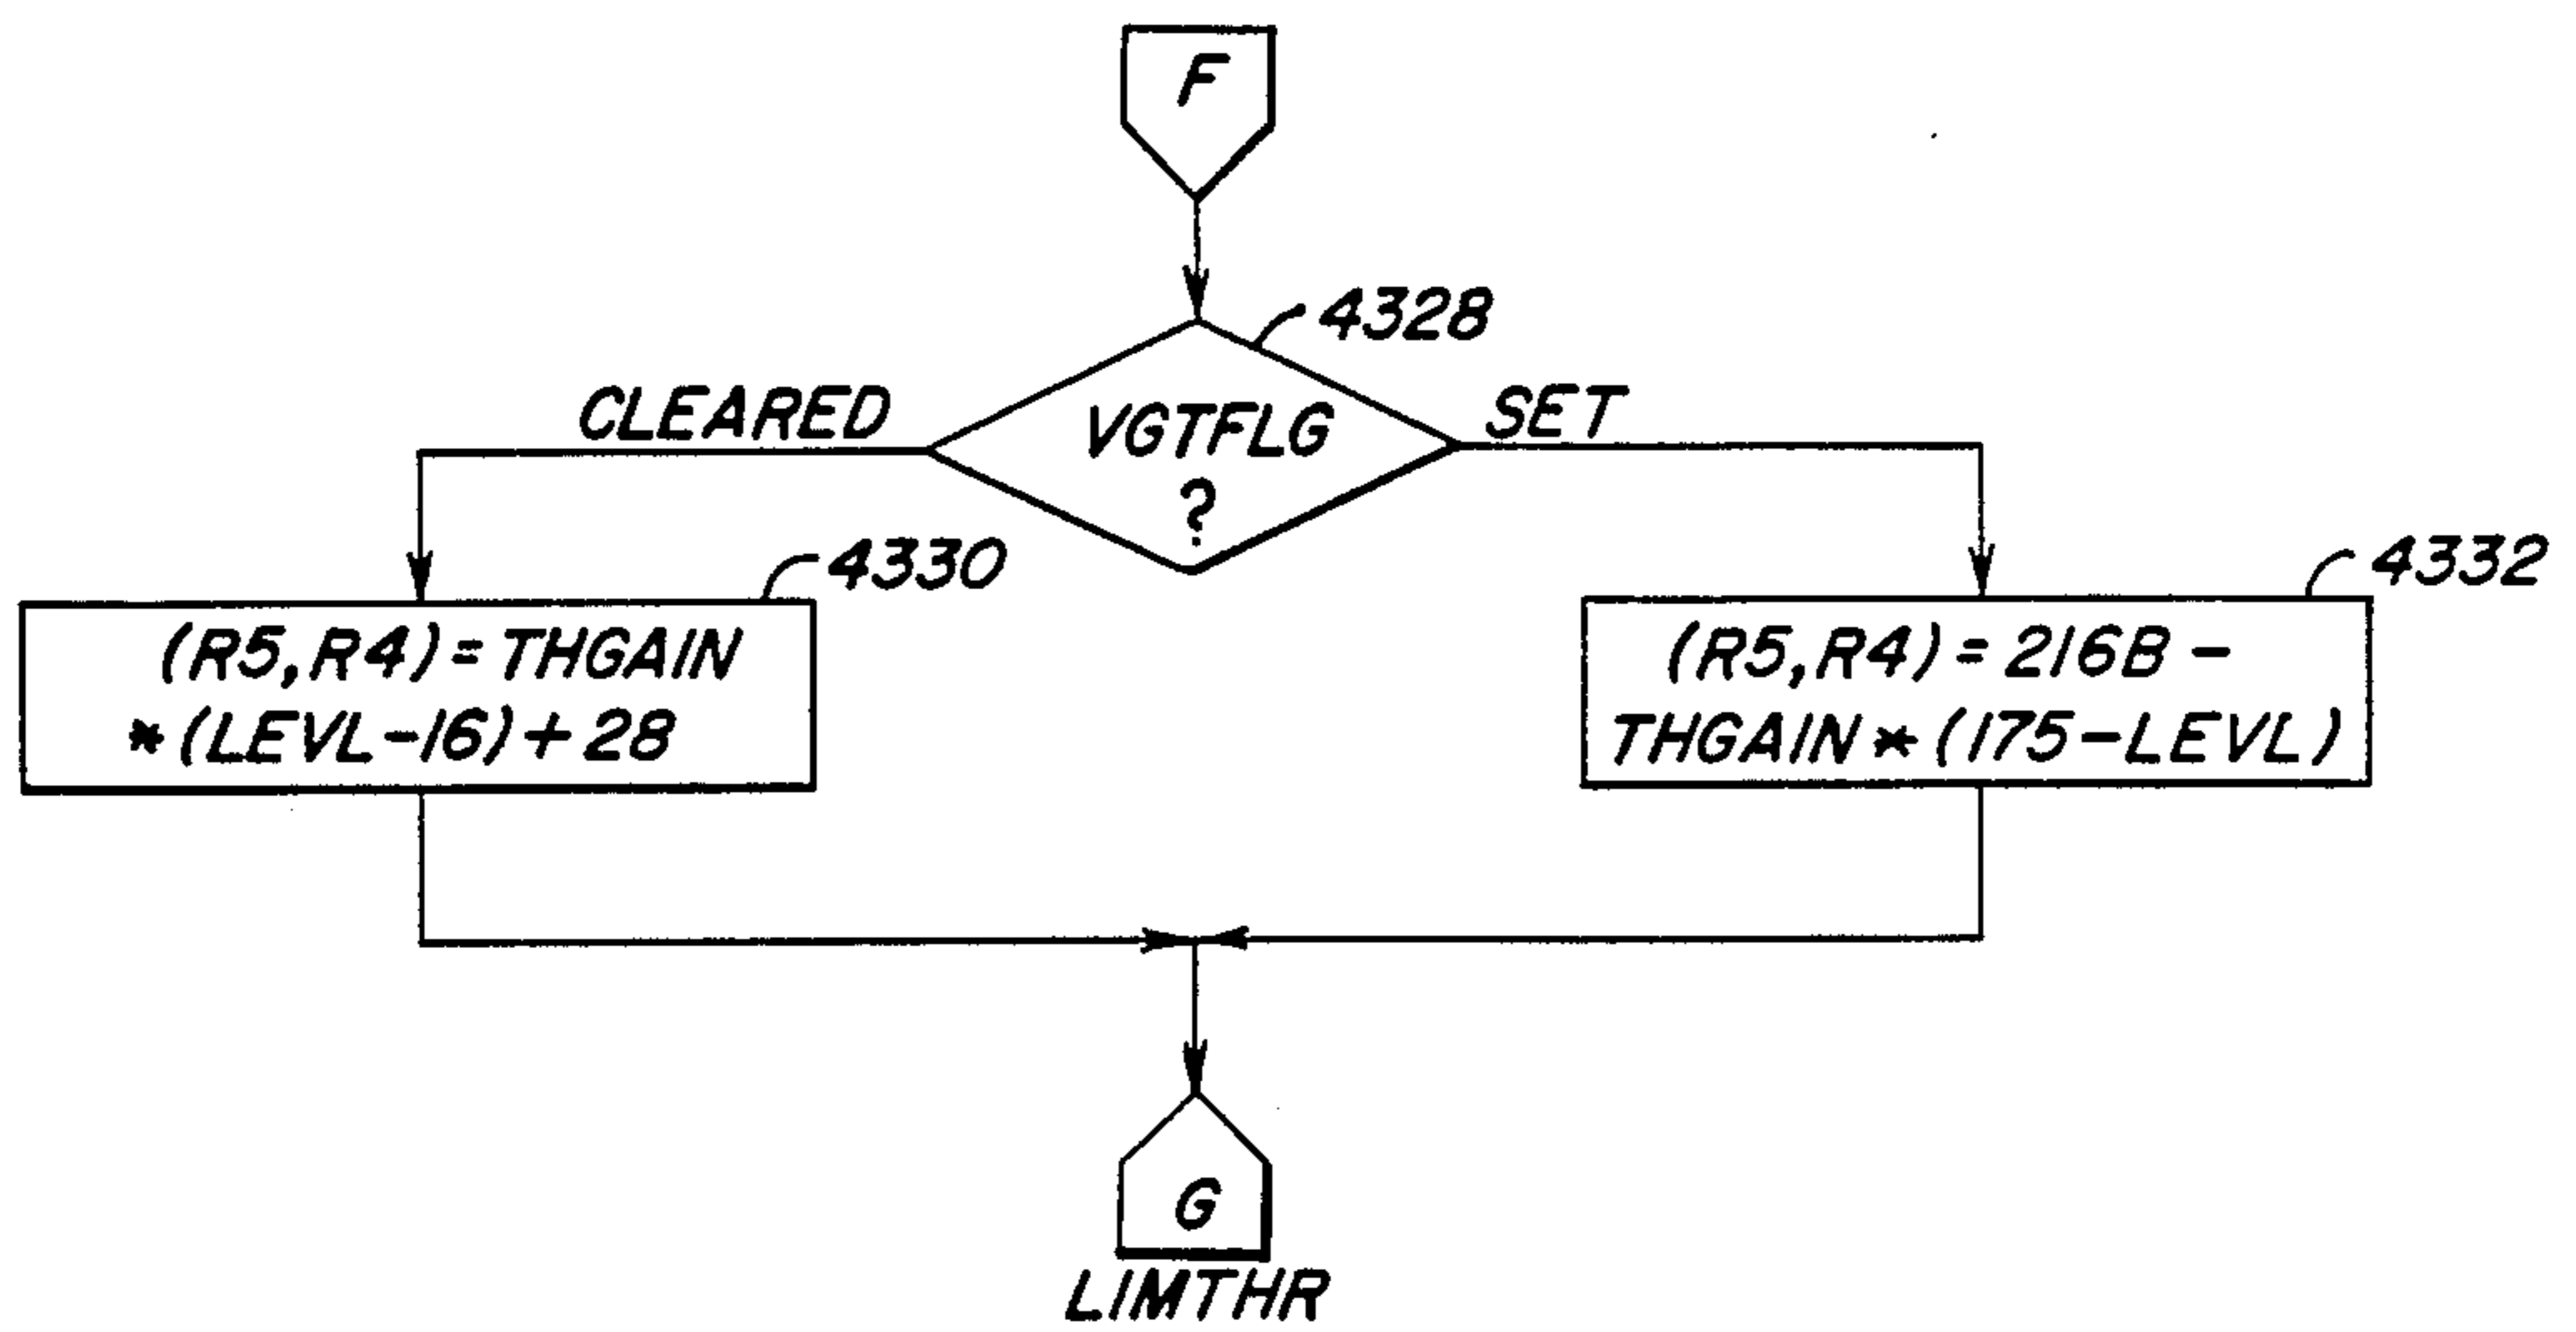 F
4328
CLEARED
VGTFLG
?
SET
4330
(R5,R4)=THGAIN
*(LEVL-16)+28
4332
(R5,R4)=216B-
THGAIN*(175-LEVL)
G
LIMTHR